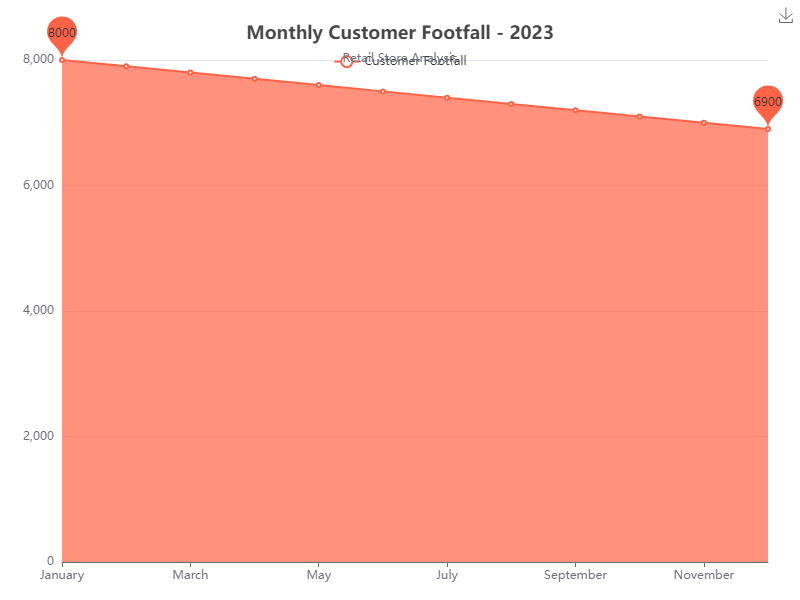 Monthly Customer Footfall - 2023
Retail Store Analysis
Customer Footfall
8000
6900
8,000
6,000
4,000
2,000
0
January March May July September November